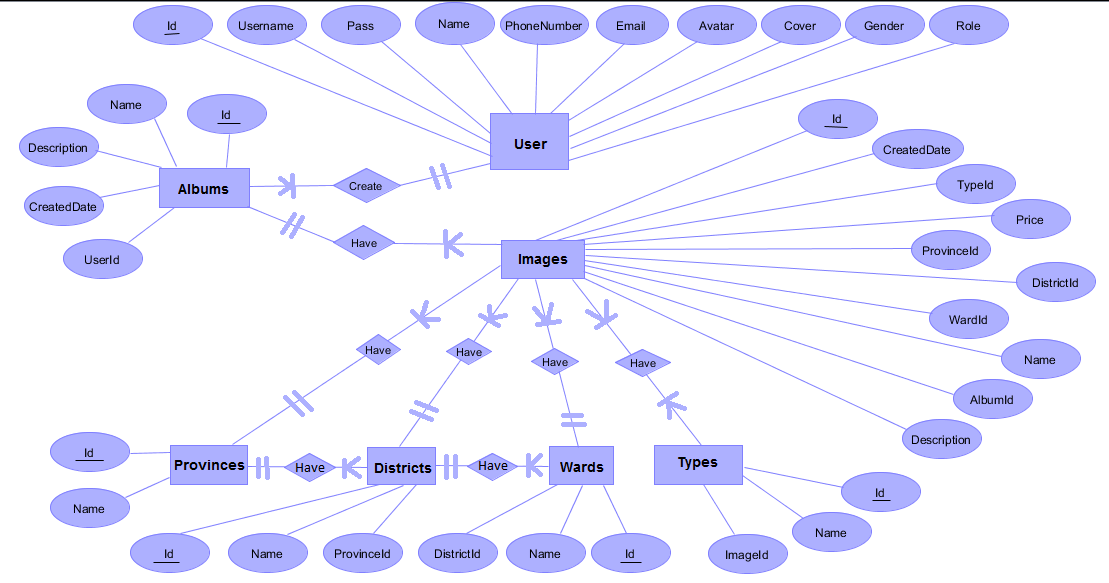 Id
Username
Pass
Name
PhoneNumber
Email
Avatar
Cover
Gender
Role
Name
Id
Id
User
Description
CreatedDate
Albums
Create
TypeId
CreatedDate
Price
Have
ProvinceId
UserId
Images
DistrictId
WardId
Have
Have
Have
Have
Name
AlbumId
Description
Id
Provinces
Have
Districts
Have
Wards
Types
Id
Name
Name
Id
Name
ProvinceId
DistrictId
Name
Id
ImageId